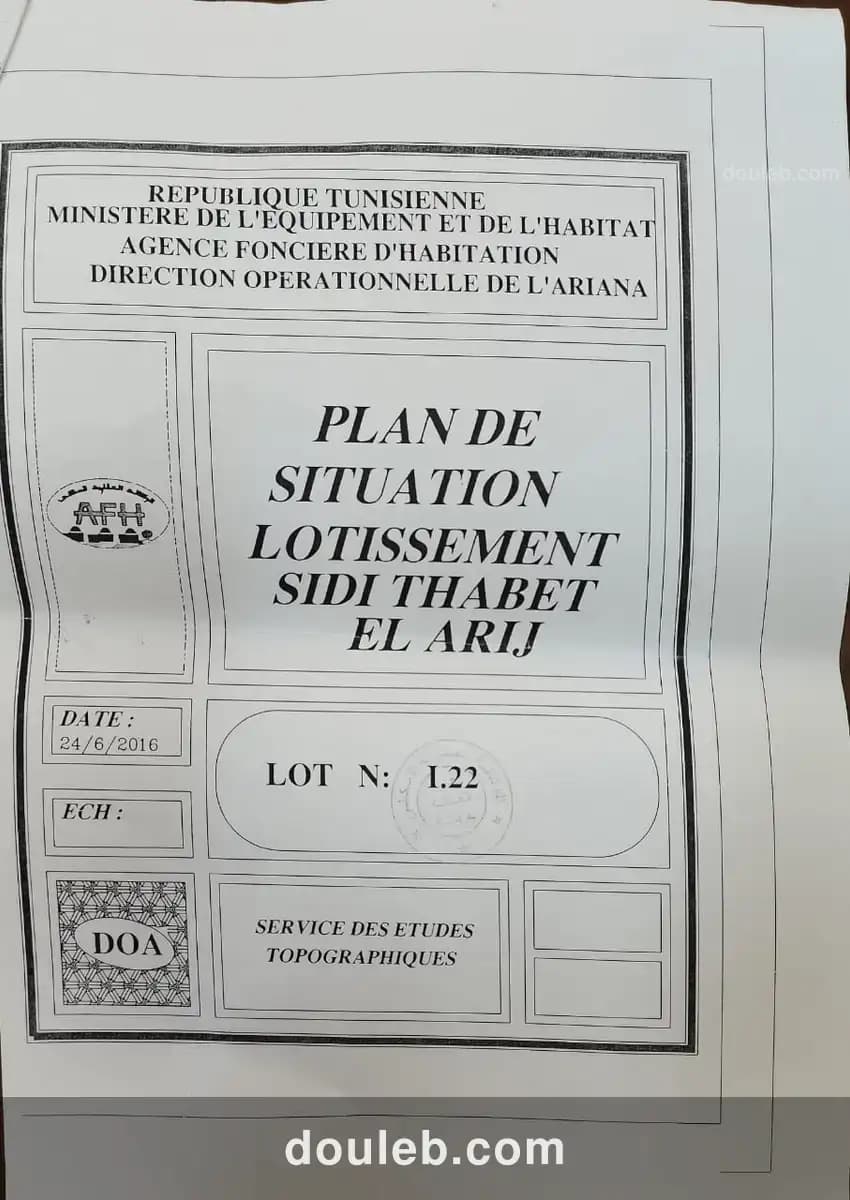 douleb.com
REPUBLIQUE TUNISIENNE
MINISTERE DE L'EQUIPEMENT ET DE L'HABITAT
AGENCE FONCIERE D'HABITATION
DIRECTION OPERATIONNELLE DE L'ARIANA
AFH
PLAN DE
SITUATION
LOTISSEMENT
SIDI THABET
EL ARIJ
DATE :
24/6/2016
LOT N: I.22
ECH :
DOA
SERVICE DES ETUDES
TOPOGRAPHIQUES
douleb.com